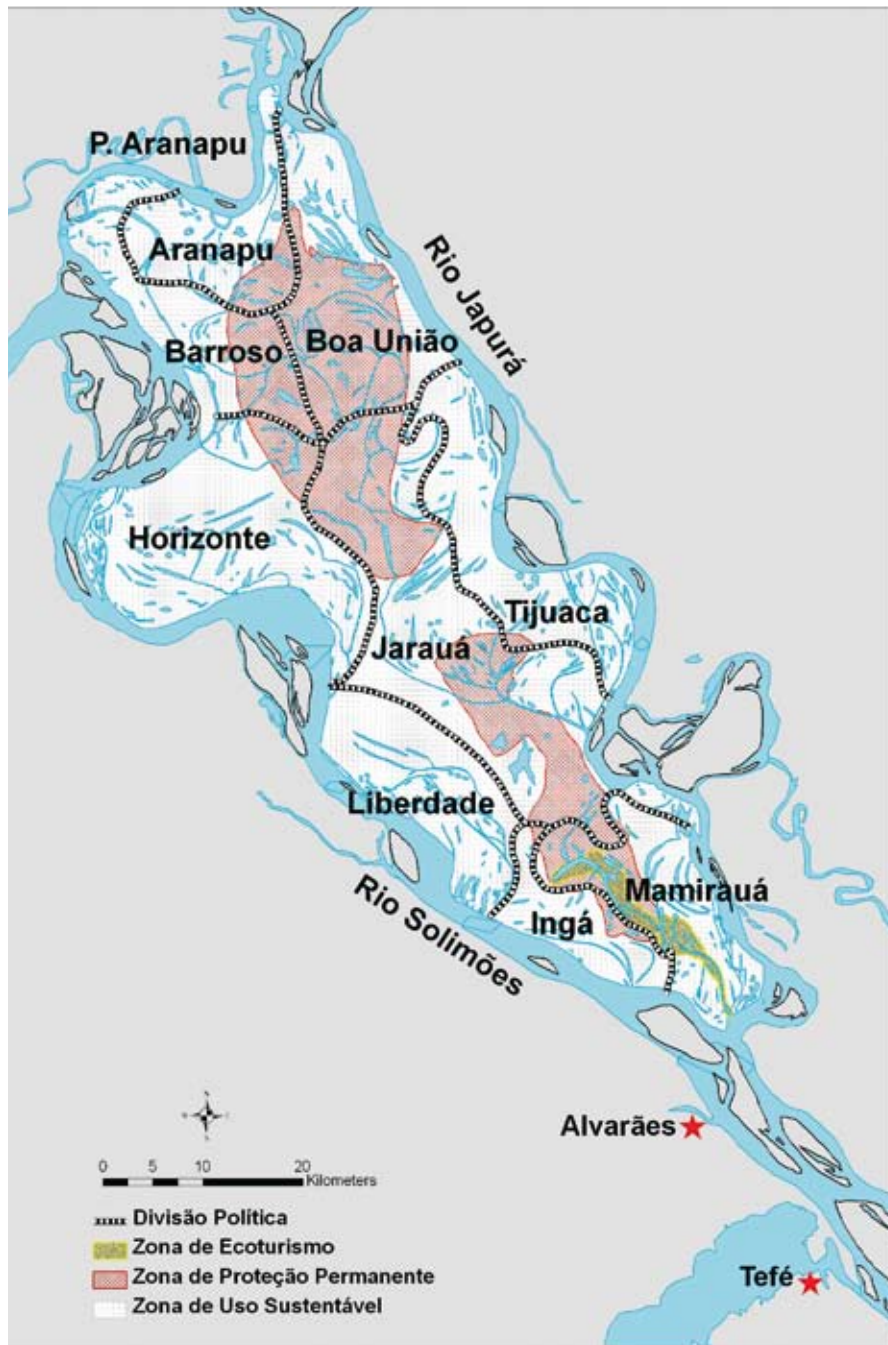 P. Aranapu
Aranapu
Rio Japurá
Barroso
Boa União
Horizonte
Tijuaca
Jarauá
Liberdade
Mamirauá
Ingá
Rio Solimões
Alvarães
0 5 10 20
Kilometers
Divisão Política
Zona de Ecoturismo
Zona de Proteção Permanente
Zona de Uso Sustentável
Tefé